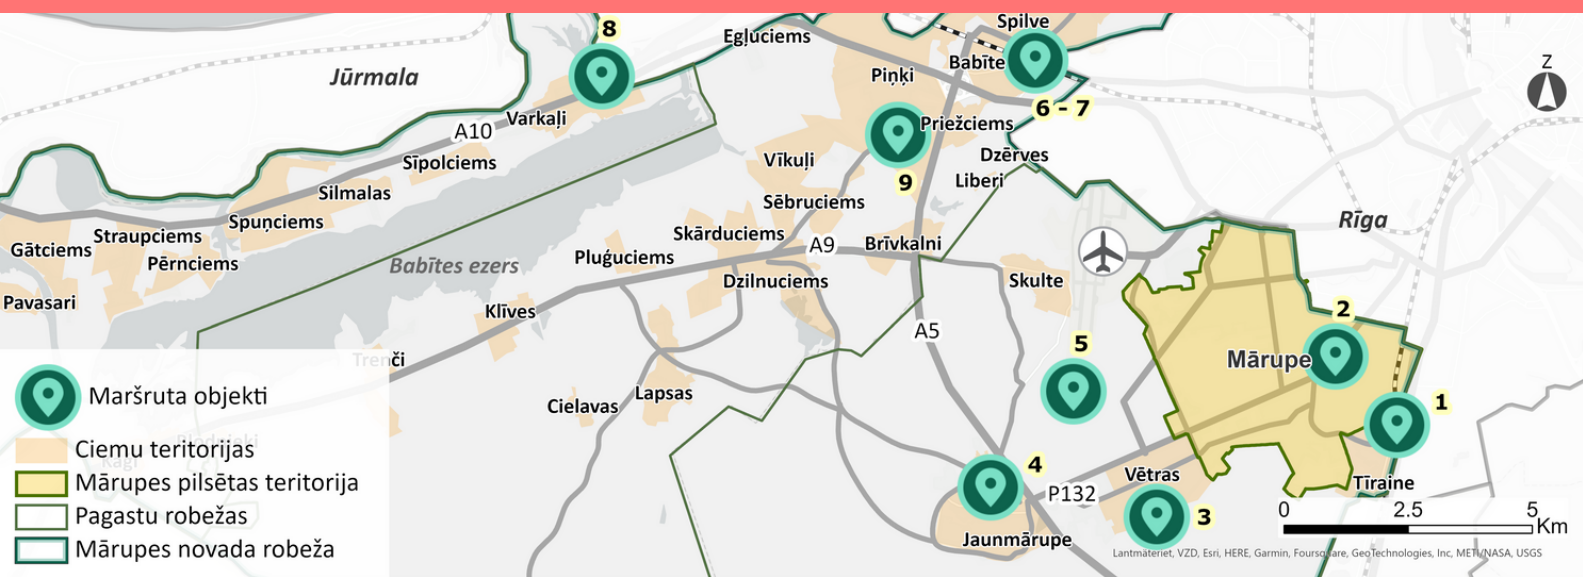 8
Spilve
Egļuciems
Jūrmala
Piņķi
Babīte
Z
6 - 7
Varkaļi
A10
Priežciems
Sīpolciems
Vīkuļi
Dzērves
9
Liberi
Silmalas
Sēbruciems
Spuņciems
Rīga
Straupciems
Skārduciems
A9
Brīvkalni
Gātciems
Pērnciems
Babītes ezers
Pluģuciems
Dzilnuciems
Skulte
Pavasari
Klīves
2
A5
5
Mārupe
Trenči
Maršruta objekti
Cielavas
Lapsas
1
Ciemu teritorijas
4
Vētras
Mārupes pilsētas teritorija
P132
Tīraine
Pagastu robežas
3
0 2.5 5
Km
Mārupes novada robeža
Jaunmārupe
Lantmäteriet, VZD, Esri, HERE, Garmin, Foursquare, GeoTechnologies, Inc, METI/NASA, USGS